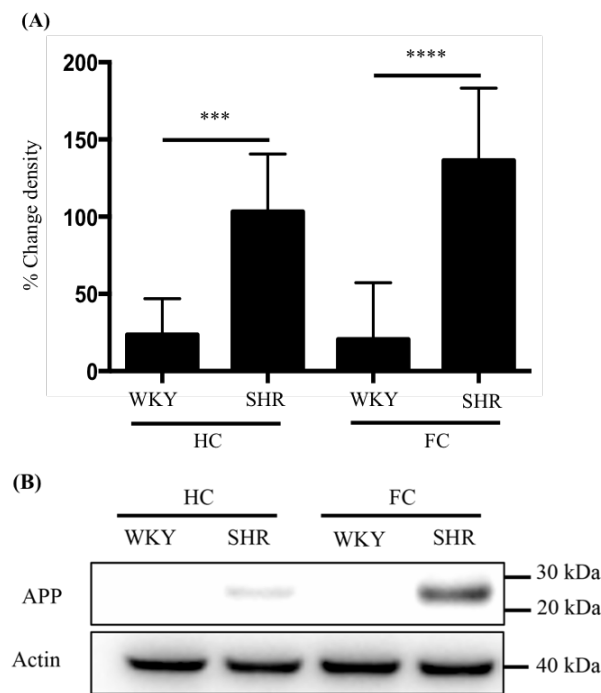 (A)
200
150
100
50
0
% Change density
***
****
WKY SHR WKY SHR
HC FC
(B)
HC FC
WKY SHR WKY SHR
APP
30 kDa
20 kDa
Actin
40 kDa